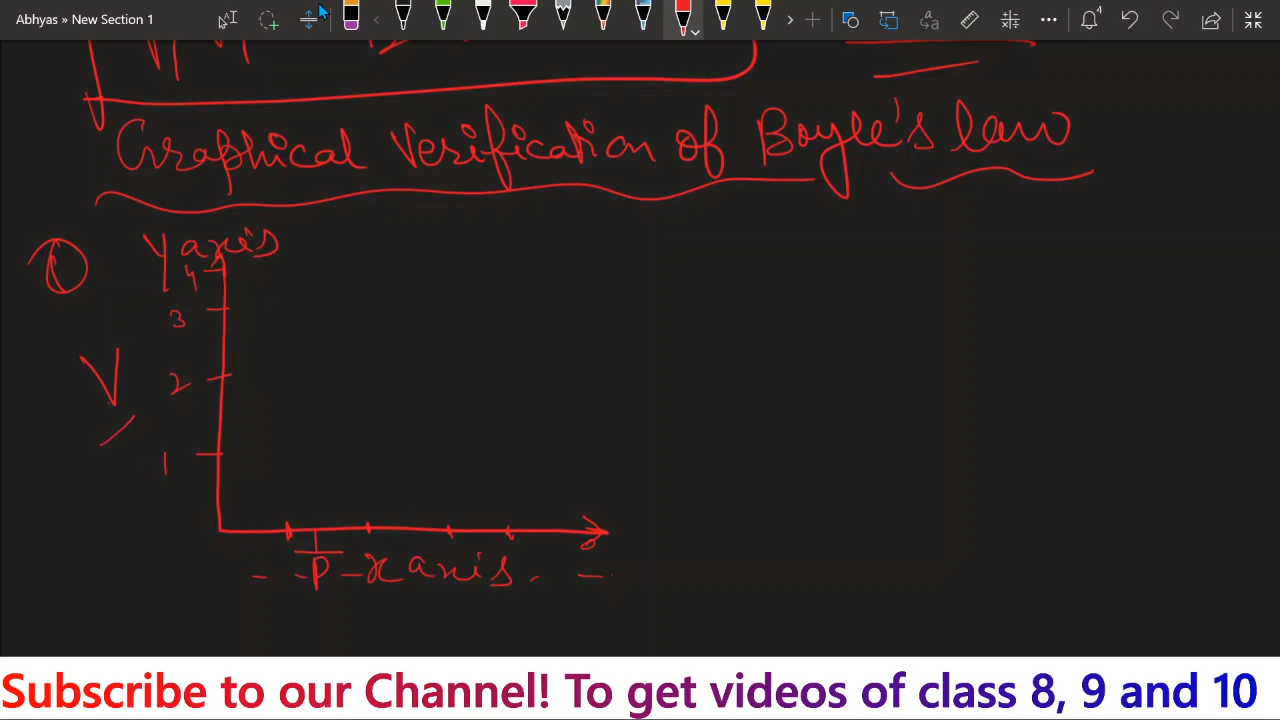 Abhyas » New Section 1
4
Graphical Verification of Boyle's law
1 Y axis
4
3
V
2
1
P - x axis.
Subscribe to our Channel! To get videos of class 8, 9 and 10